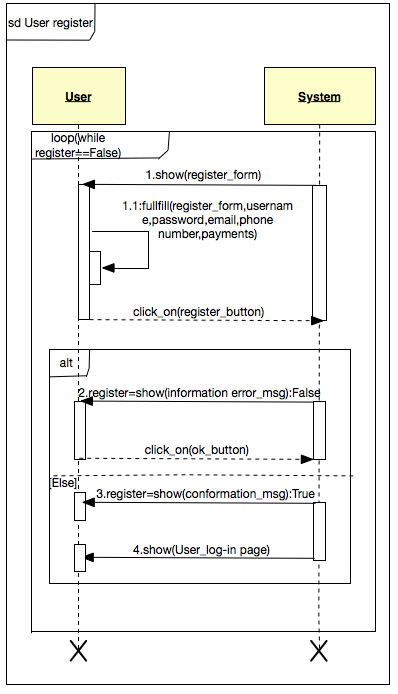 sd User register
User
System
loop(while
register==False)
1.show(register_form)
1.1:fullfill(register_form,usernam
e,password,email,phone
number,payments)
click_on(register_button)
alt
2.register=show(information error_msg):False
click_on(ok_button)
[Else]
3.register=show(conformation_msg):True
4.show(User_log-in page)